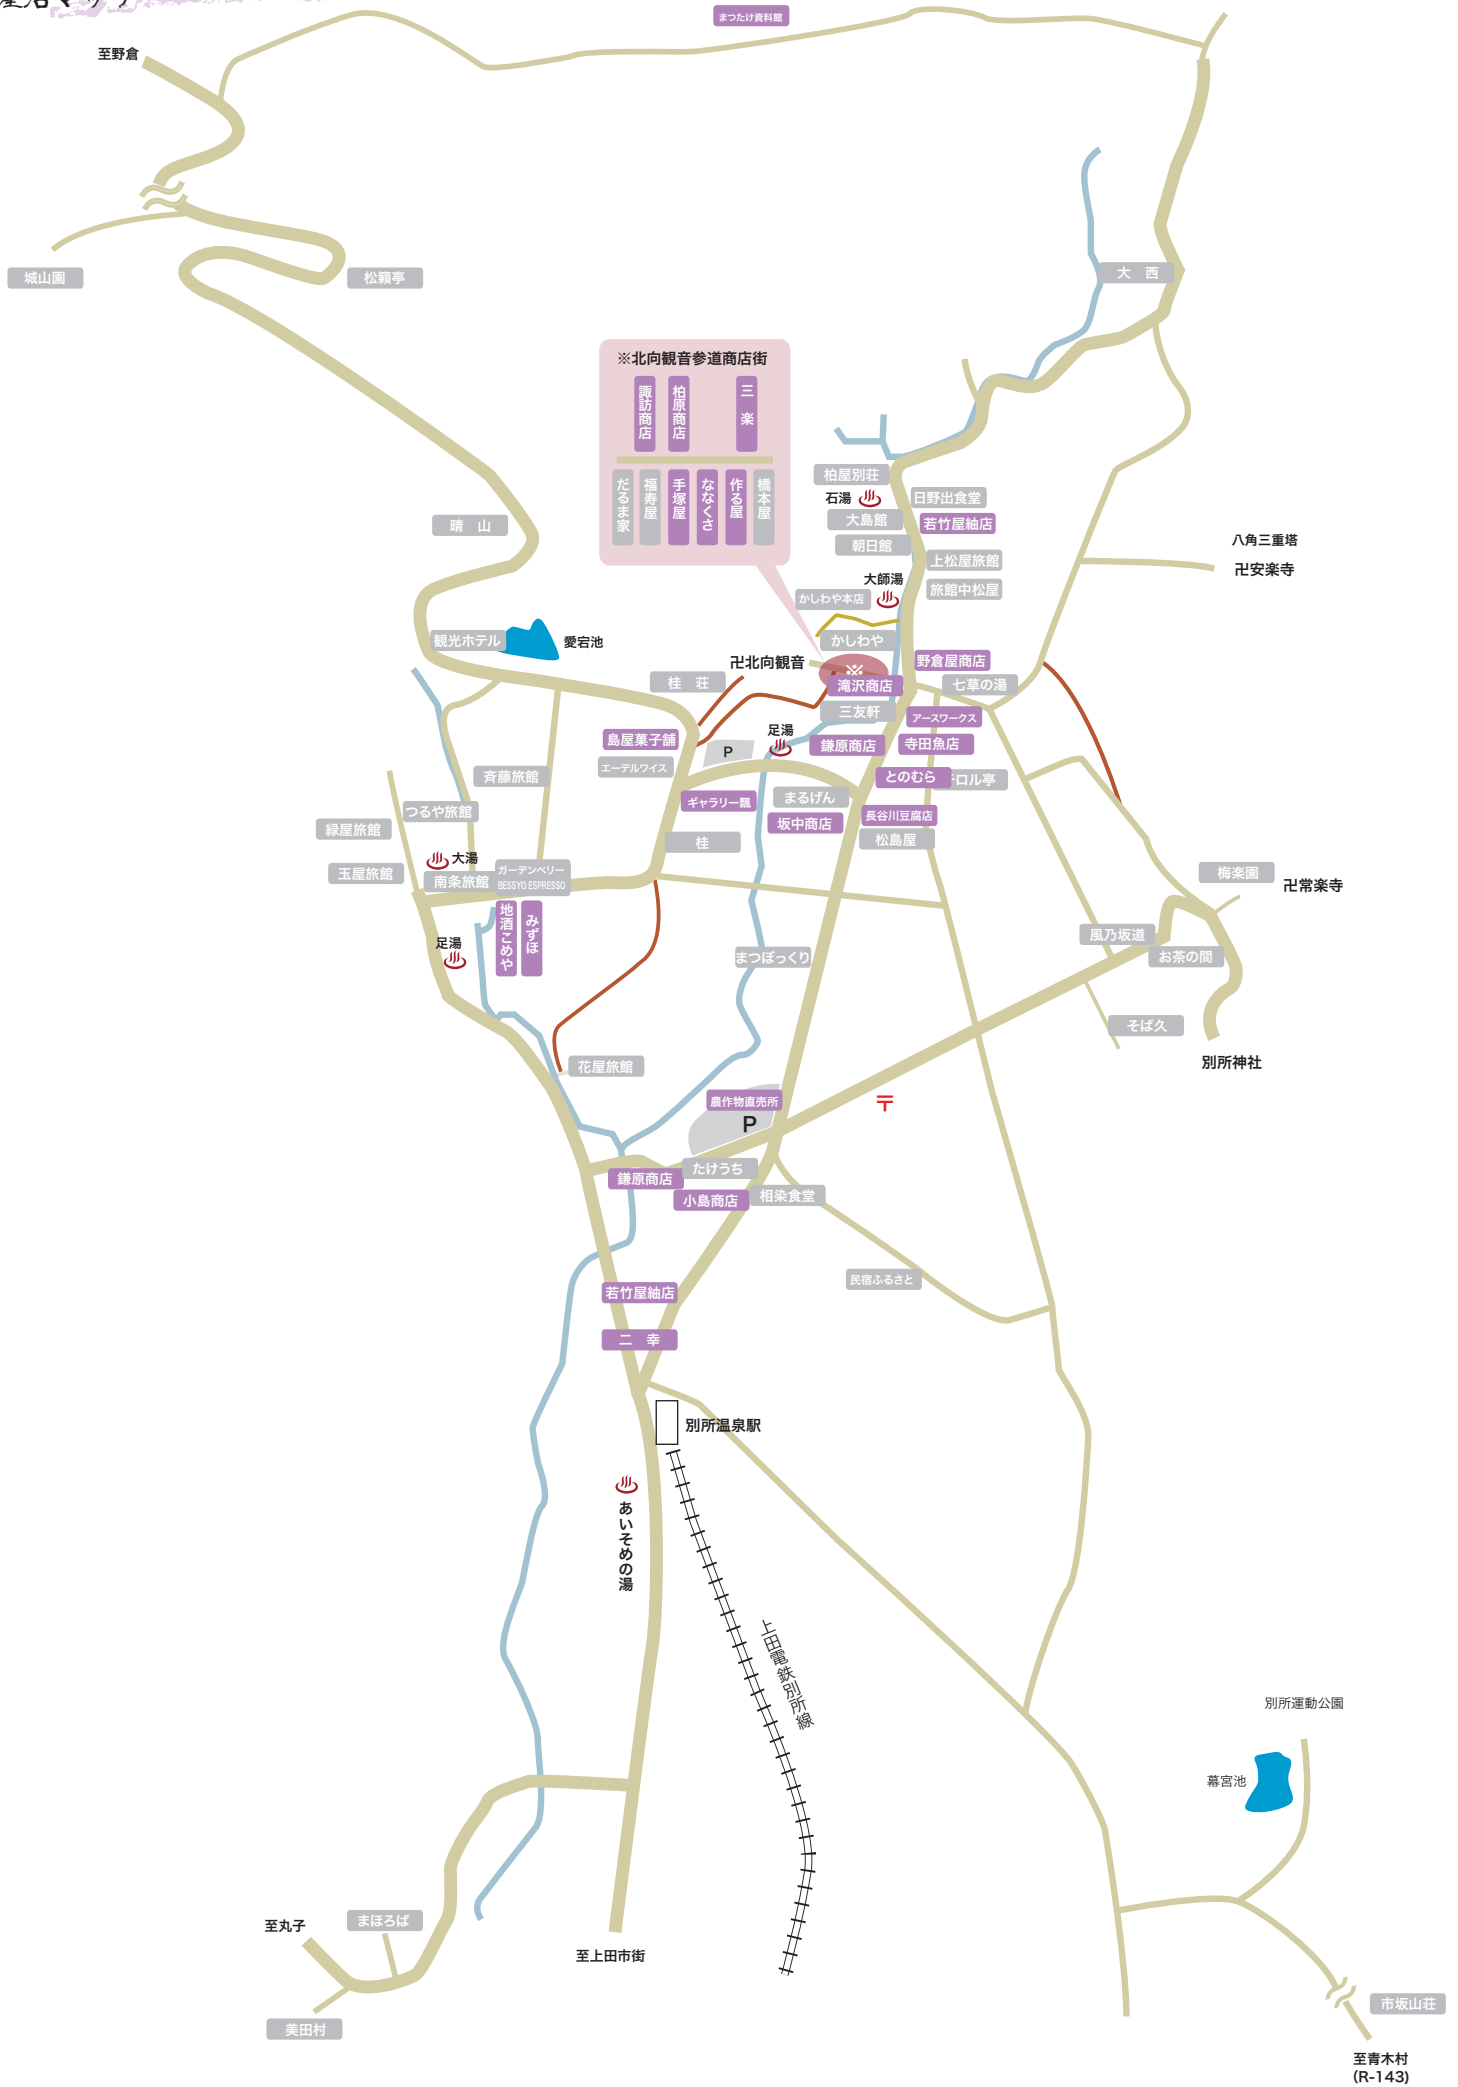 まつたけ資料館
至野倉
城山園
松籟亭
大　西
※北向観音参道商店街
諏訪商店
柏原商店
三　楽
だるま家
福寿屋
手塚屋
ななくさ
作る屋
橋本屋
柏屋別荘
石湯
日野出食堂
大島館
若竹屋紬店
晴　山
朝日館
上松屋旅館
八角三重塔
卍安楽寺
大師湯
旅館中松屋
かしわや本店
観光ホテル
愛宕池
かしわや
卍北向観音
野倉屋商店
※
桂　荘
滝沢商店
七草の湯
三友軒
アースワークス
足湯
島屋菓子舗
P
鎌原商店
寺田魚店
エーデルワイス
斉藤旅館
とのむら
チロル亭
ギャラリー瓢
まるげん
つるや旅館
坂中商店
長谷川豆腐店
緑屋旅館
桂
松島屋
大湯
玉屋旅館
南条旅館
ガーデンベリー
BESSYO ESPRESSO
梅楽園
卍常楽寺
地酒こめや
みずほ
足湯
風乃坂道
まつぼっくり
お茶の間
そば久
花屋旅館
別所神社
農作物直売所
P
〒
たけうち
鎌原商店
小島商店
相染食堂
民宿ふるさと
若竹屋紬店
二　幸
別所温泉駅
あいそめの湯
上田電鉄別所線
別所運動公園
幕宮池
至丸子
まほろば
至上田市街
美田村
市坂山荘
至青木村
(R-143)